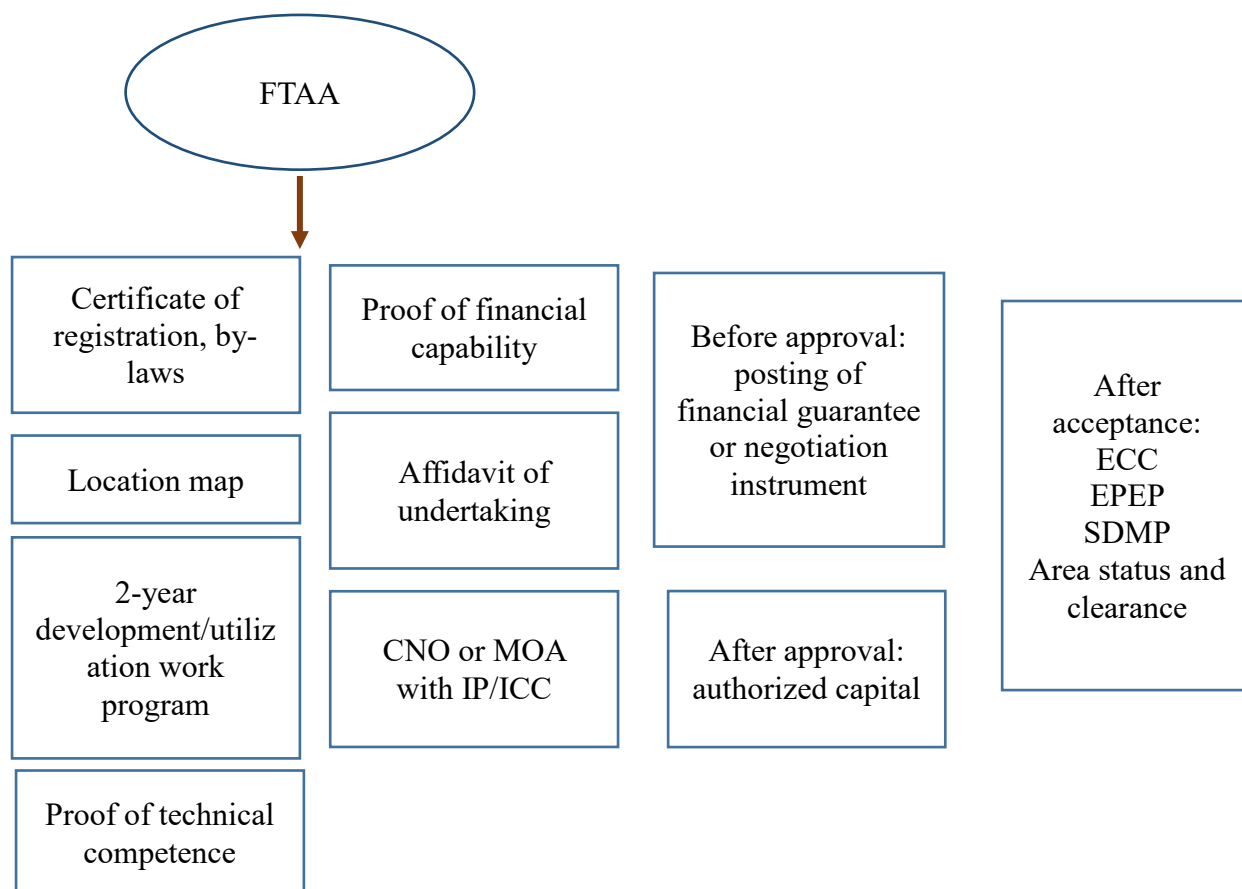 FTAA
Certificate of
registration, by-
laws
Location map
2-year
development/utiliz
ation work
program
Proof of technical
competence
Proof of financial
capability
Affidavit of
undertaking
CNO or MOA
with IP/ICC
Before approval:
posting of
financial guarantee
or negotiation
instrument
After approval:
authorized capital
After
acceptance:
ECC
EPEP
SDMP
Area status and
clearance